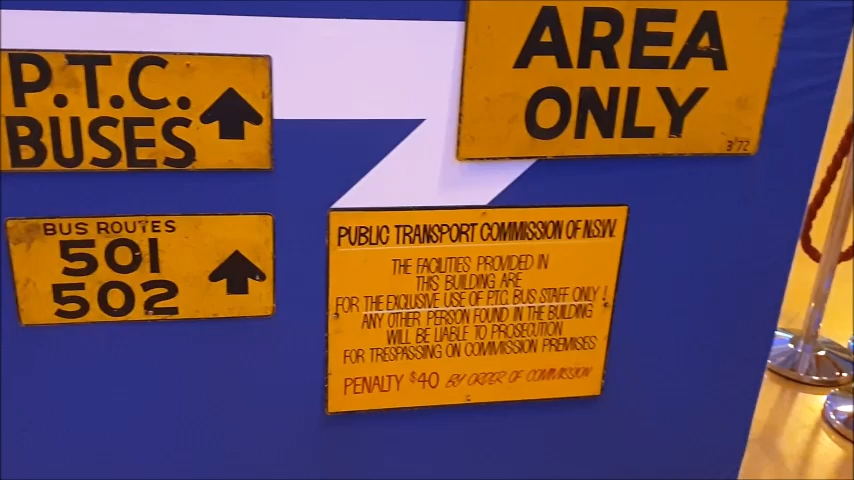 P.T.C.
BUSES
BUS ROUTES
501
502
AREA
ONLY
3/72
PUBLIC TRANSPORT COMMISSION OF N.S.W.
THE FACILITIES PROVIDED IN
THIS BUILDING ARE
FOR THE EXCLUSIVE USE OF P.T.C. BUS STAFF ONLY !
ANY OTHER PERSON FOUND IN THE BUILDING
WILL BE LIABLE TO PROSECUTION
FOR TRESPASSING ON COMMISSION PREMISES
PENALTY $40 BY ORDER OF COMMISSION